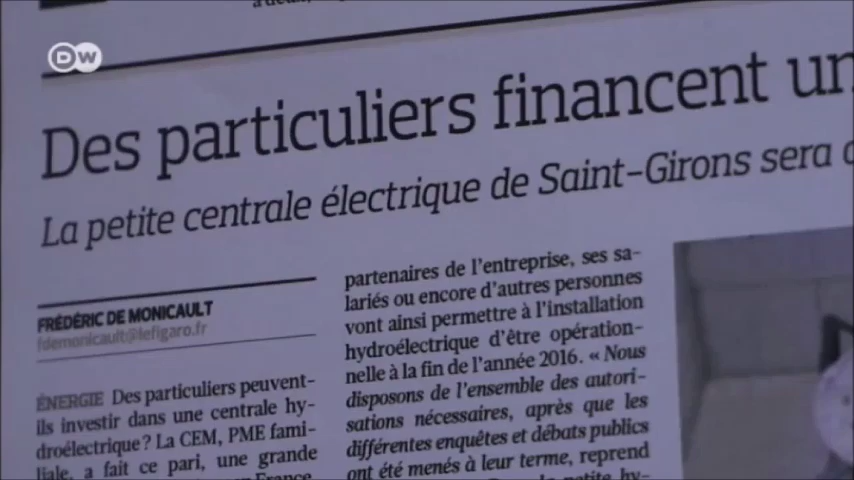 DW
Des particuliers financent un
La petite centrale électrique de Saint-Girons sera
FRÉDÉRIC DE MONICAULT
fdemonicault@lefigaro.fr
ÉNERGIE Des particuliers peuvent-
ils investir dans une centrale hy-
droélectrique ? La CEM, PME fami-
liale, a fait ce pari, une grande
France
partenaires de l'entreprise, ses sa-
lariés ou encore d'autres personnes
vont ainsi permettre à l'installation
hydroélectrique d'être opération-
nelle à la fin de l'année 2016. « Nous
disposons de l'ensemble des autori-
sations nécessaires, après que les
différentes enquêtes et débats publics
ont été menés à leur terme, reprend
petite hy-